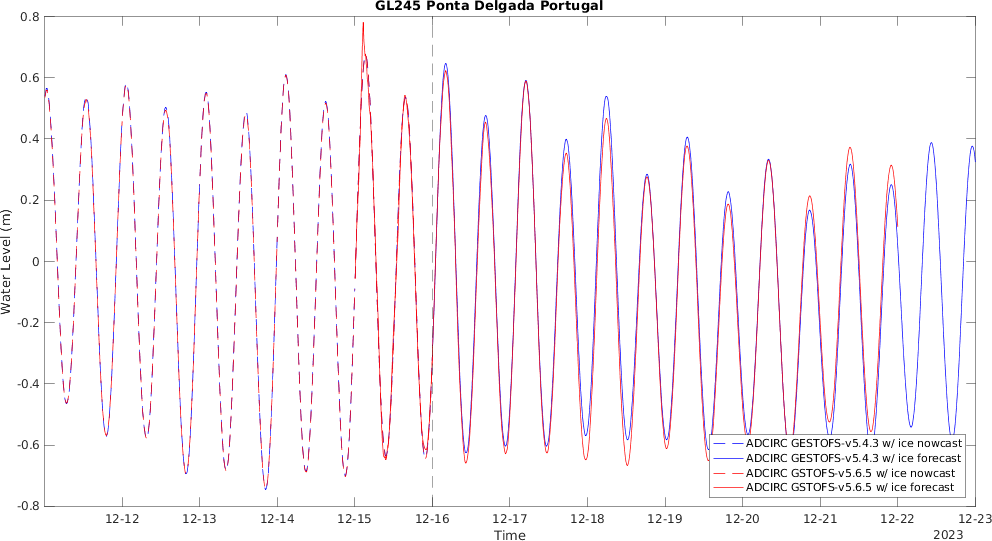 GL245 Ponta Delgada Portugal
0.8
0.6
0.4
0.2
0
-0.2
-0.4
-0.6
-0.8
Water Level (m)
ADCIRC GESTOFS-v5.4.3 w/ ice nowcast
ADCIRC GESTOFS-v5.4.3 w/ ice forecast
ADCIRC GSTOFS-v5.6.5 w/ ice nowcast
ADCIRC GSTOFS-v5.6.5 w/ ice forecast
12-12 12-13 12-14 12-15 12-16 12-17 12-18 12-19 12-20 12-21 12-22 12-23
Time
2023